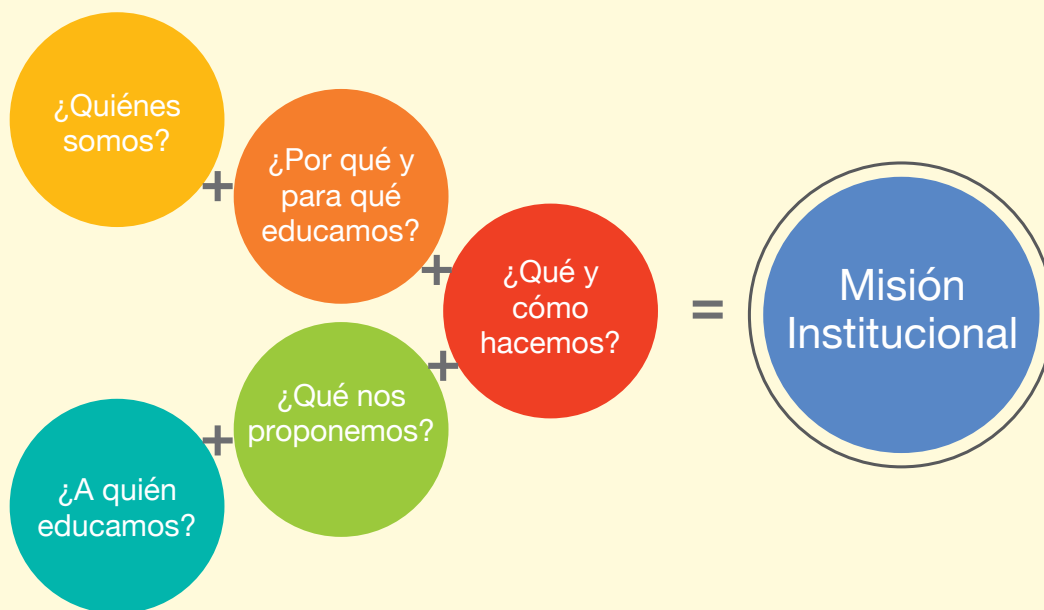 ¿Quiénes
somos?
+
¿Por qué y
para qué
educamos?
+
¿Qué y
cómo
hacemos?
=
Misión
Institucional
+
¿Qué nos
proponemos?
+
¿A quién
educamos?